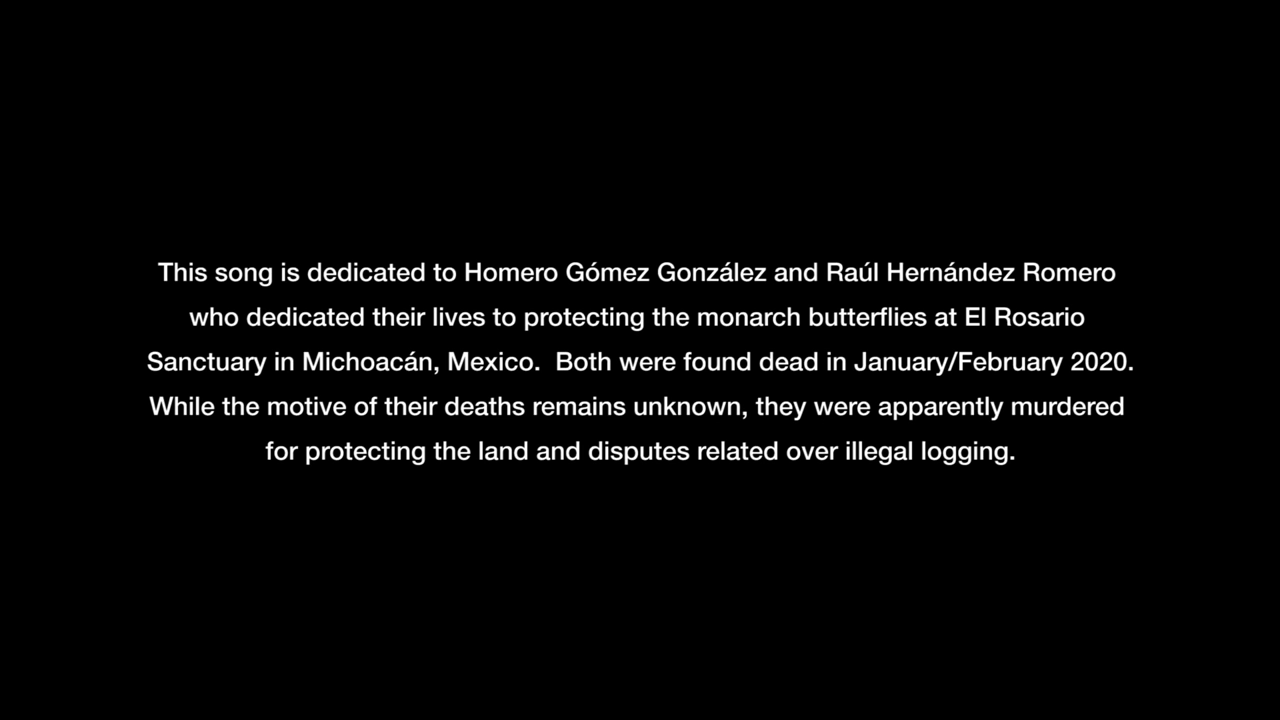 This song is dedicated to Homero Gómez González and Raúl Hernández Romero
who dedicated their lives to protecting the monarch butterflies at El Rosario
Sanctuary in Michoacán, Mexico.  Both were found dead in January/February 2020.
While the motive of their deaths remains unknown, they were apparently murdered
for protecting the land and disputes related over illegal logging.